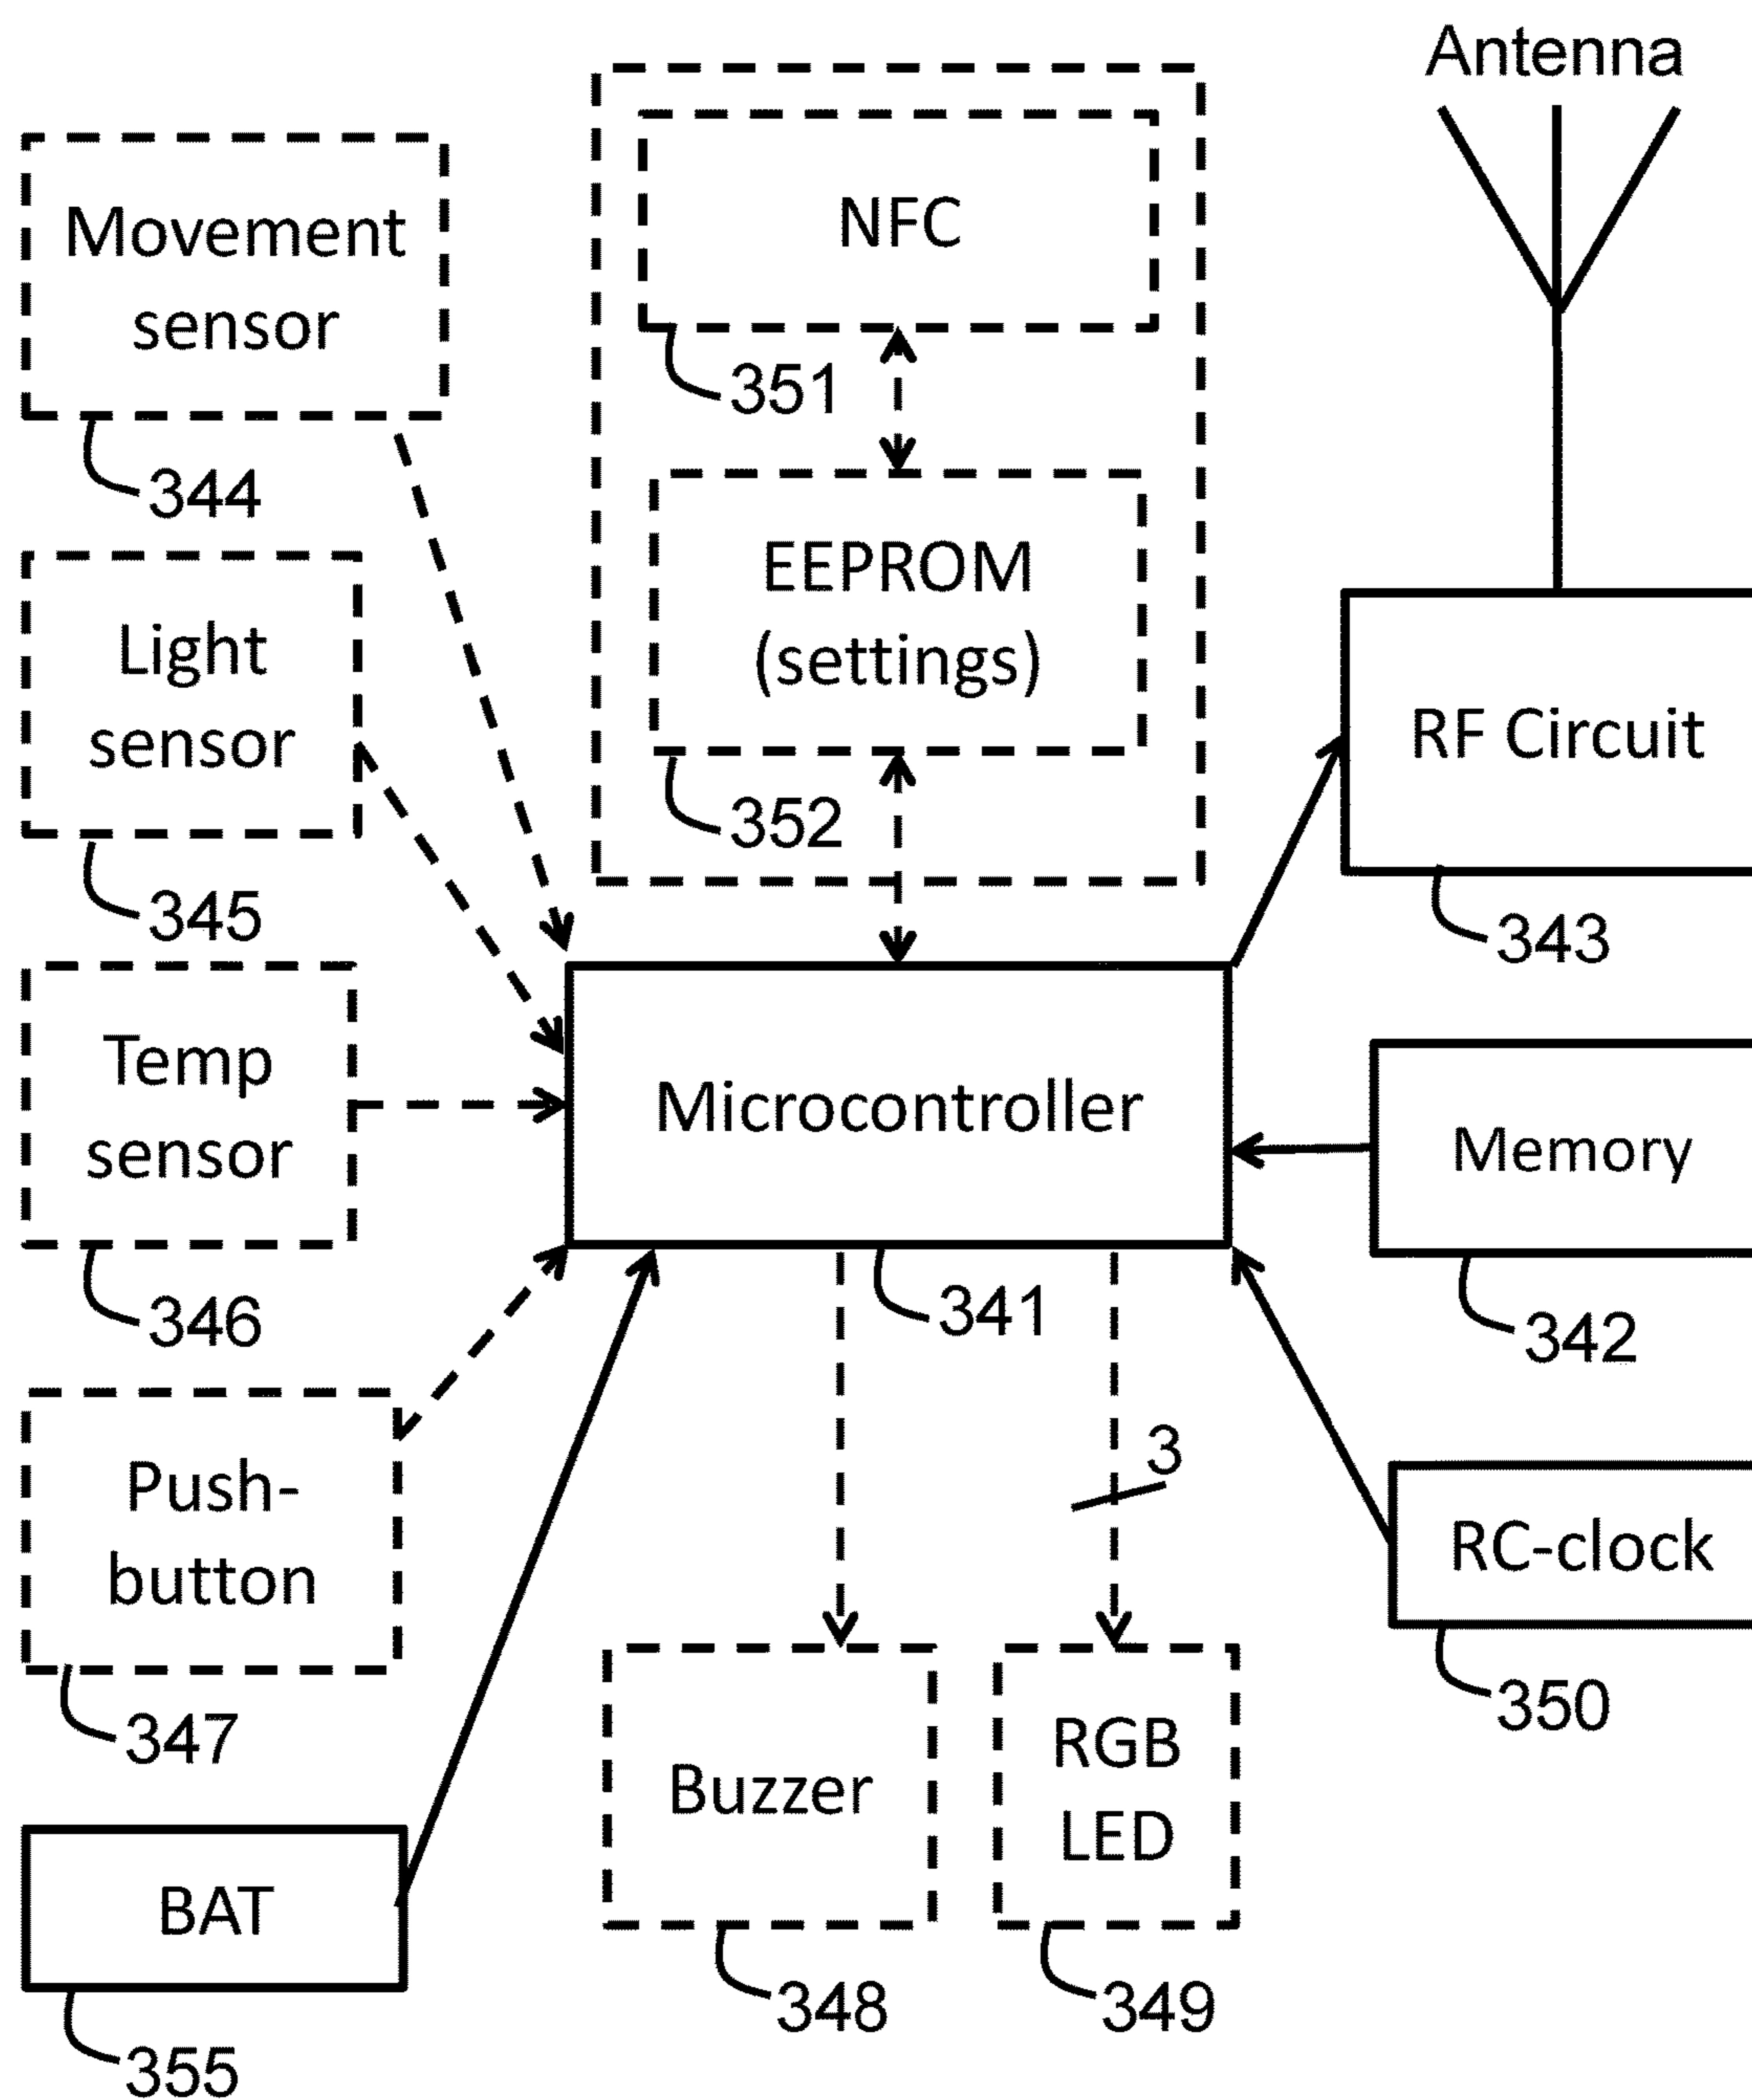 Antenna
Movement
sensor
344
NFC
351
EEPROM
(settings)
352
Light
sensor
345
RF Circuit
343
Temp
sensor
346
Microcontroller
341
Memory
342
Push-
button
347
3
RC-clock
350
Buzzer
348
RGB
LED
349
BAT
355